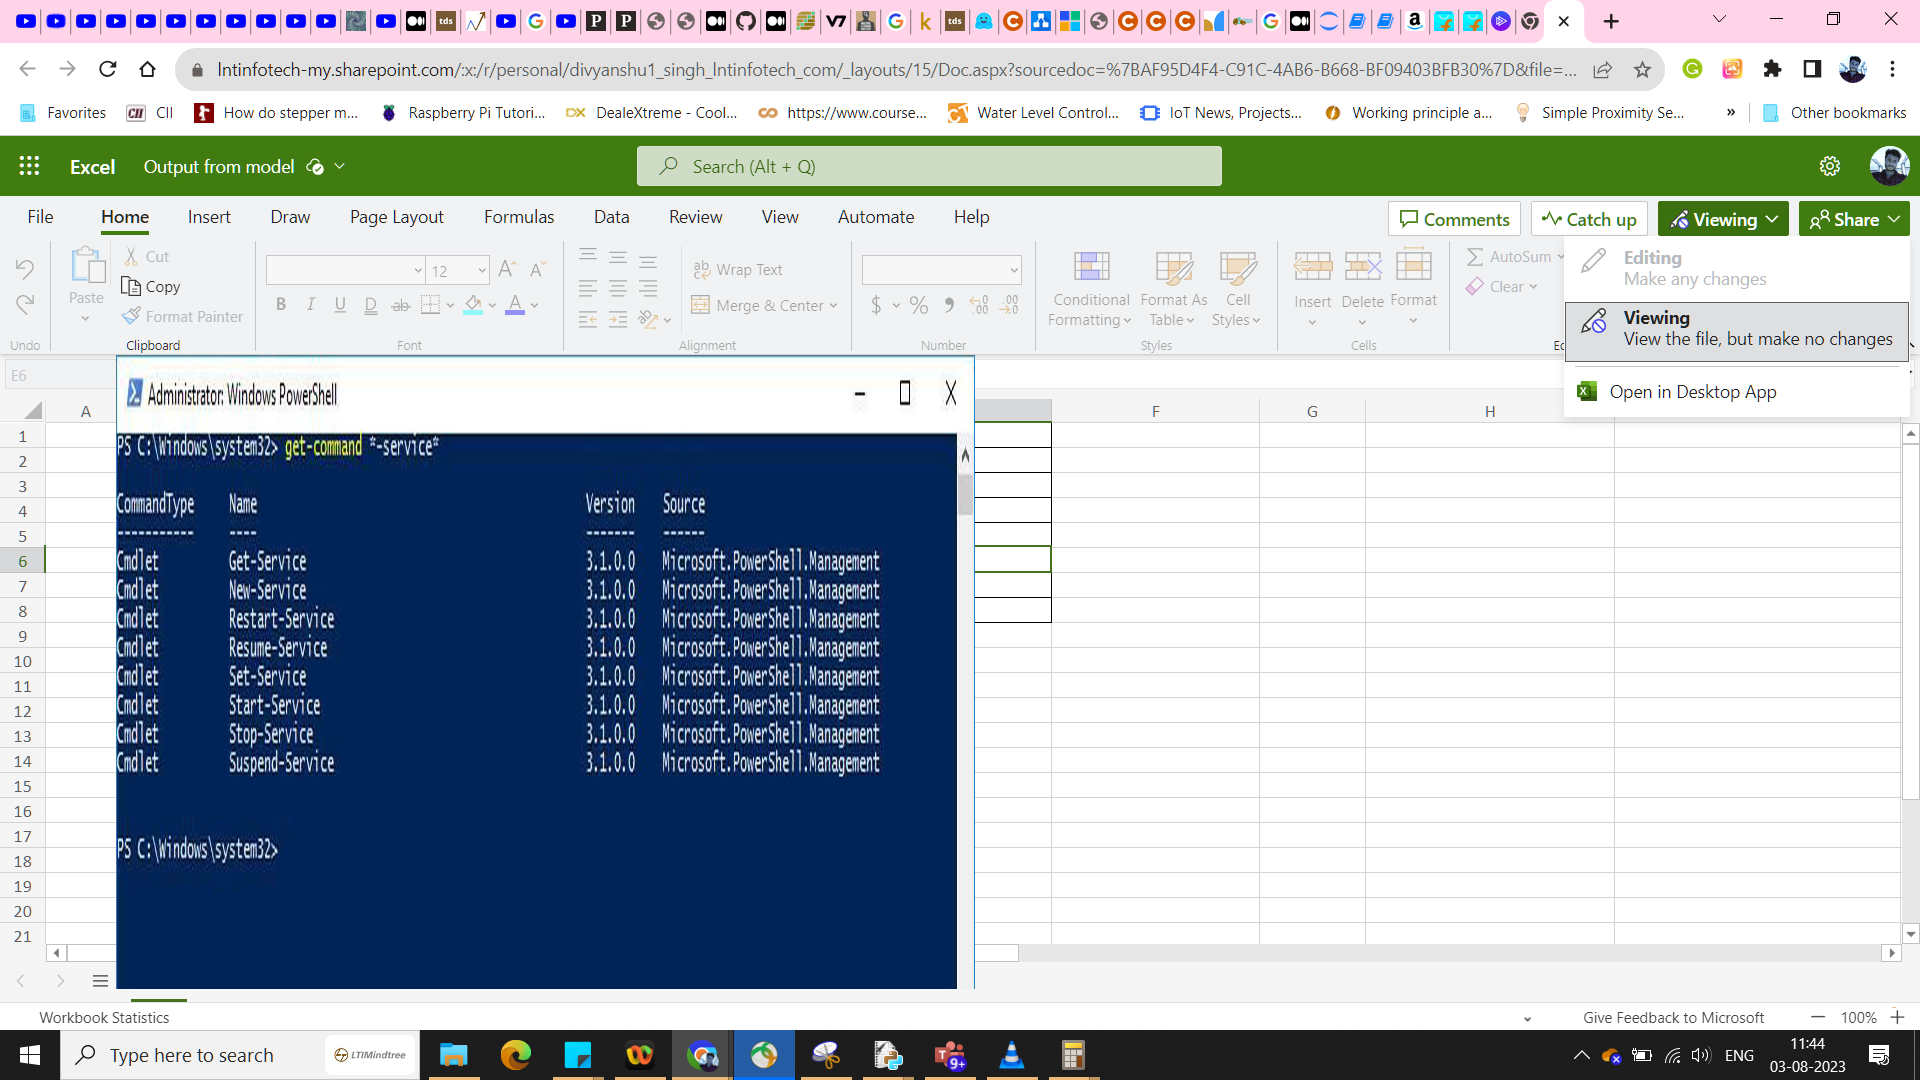 lntinfotech-my.sharepoint.com/:x:/r/personal/divyanshu1_singh_lntinfotech_com/_layouts/15/Doc.aspx?sourcedoc=%7BAF95D4F4-C91C-4AB6-B668-BF09403BFB30%7D&file=...
Favorites CII How do stepper m... Raspberry Pi Tutori... DealeXtreme - Cool... https://www.course... Water Level Control... IoT News, Projects... Working principle a... Simple Proximity Se... » Other bookmarks
Excel Output from model Search (Alt + Q)
File Home Insert Draw Page Layout Formulas Data Review View Automate Help Comments Catch up Viewing Share
Cut
Copy
Format Painter
Paste
Undo Clipboard
12
Font
Wrap Text
Merge & Center
Alignment
Number
Conditional Formatting
Format As Table
Cell Styles
Styles
Insert Delete Format
Cells
AutoSum
Clear
Editing
Make any changes
Viewing
View the file, but make no changes
Open in Desktop App
E6
A F G H
1
2
3
4
5
6
7
8
9
10
11
12
13
14
15
16
17
18
19
20
21
Administrator: Windows PowerShell
PS C:\Windows\system32> get-command *-service*
CommandType Name Version Source
----------- ---- ------- ------
Cmdlet Get-Service 3.1.0.0 Microsoft.PowerShell.Management
Cmdlet New-Service 3.1.0.0 Microsoft.PowerShell.Management
Cmdlet Restart-Service 3.1.0.0 Microsoft.PowerShell.Management
Cmdlet Resume-Service 3.1.0.0 Microsoft.PowerShell.Management
Cmdlet Set-Service 3.1.0.0 Microsoft.PowerShell.Management
Cmdlet Start-Service 3.1.0.0 Microsoft.PowerShell.Management
Cmdlet Stop-Service 3.1.0.0 Microsoft.PowerShell.Management
Cmdlet Suspend-Service 3.1.0.0 Microsoft.PowerShell.Management
PS C:\Windows\system32>
Workbook Statistics Give Feedback to Microsoft 100%
Type here to search LTIMindtree 9+ ENG 11:44
03-08-2023